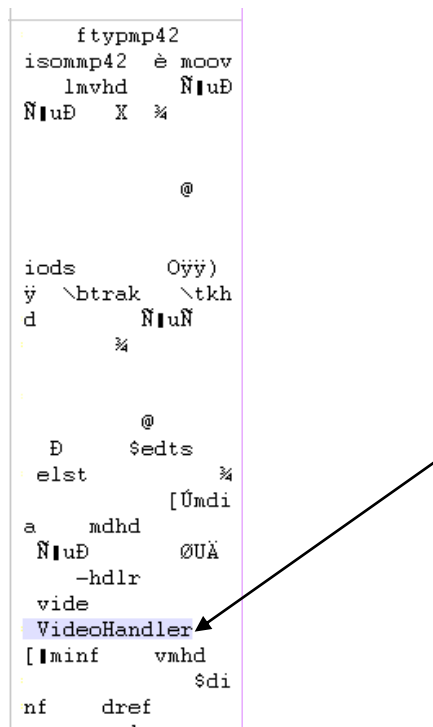 ftypmp42
isommp42 è moov
lmvhd Ñ▮uÐ
Ñ▮uÐ X ¾
@
iods Oÿÿ)
ÿ \btrak \tkh
d Ñ▮uÑ
¾
@
Ð $edts
elst ¾
[Úmdi
a mdhd
Ñ▮uÐ ØUÄ
—hdlr
vide
VideoHandler
[▮minf vmhd
$di
nf dref